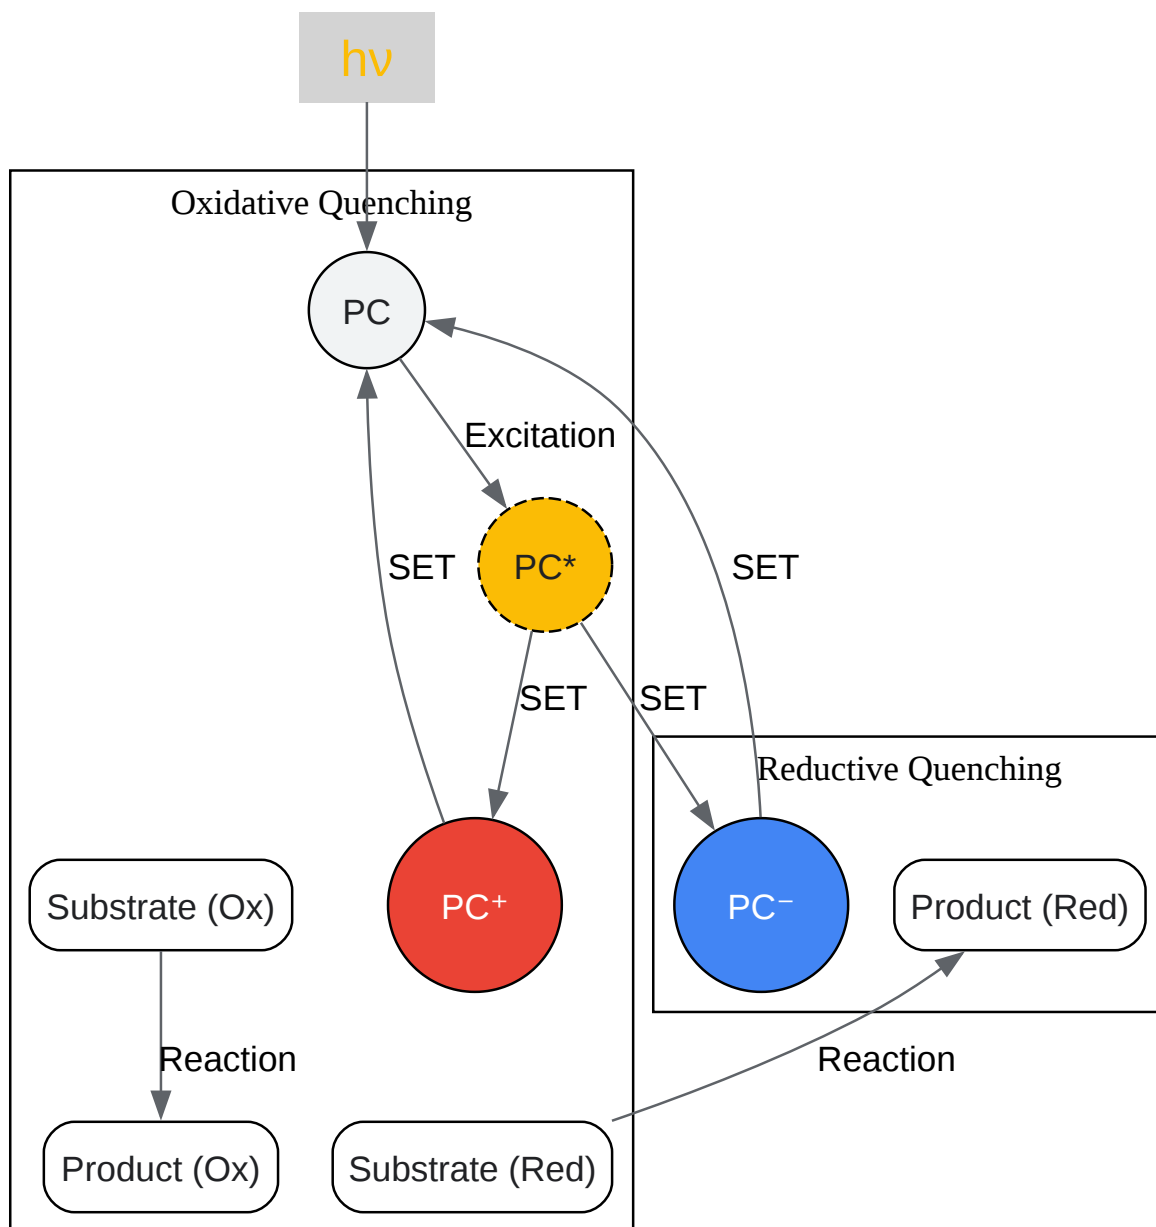 hν
Oxidative Quenching
PC
Excitation
SET
PC*
SET
SET
SET
Reductive Quenching
Substrate (Ox)
PC⁺
PC⁻
Product (Red)
Reaction
Reaction
Product (Ox)
Substrate (Red)